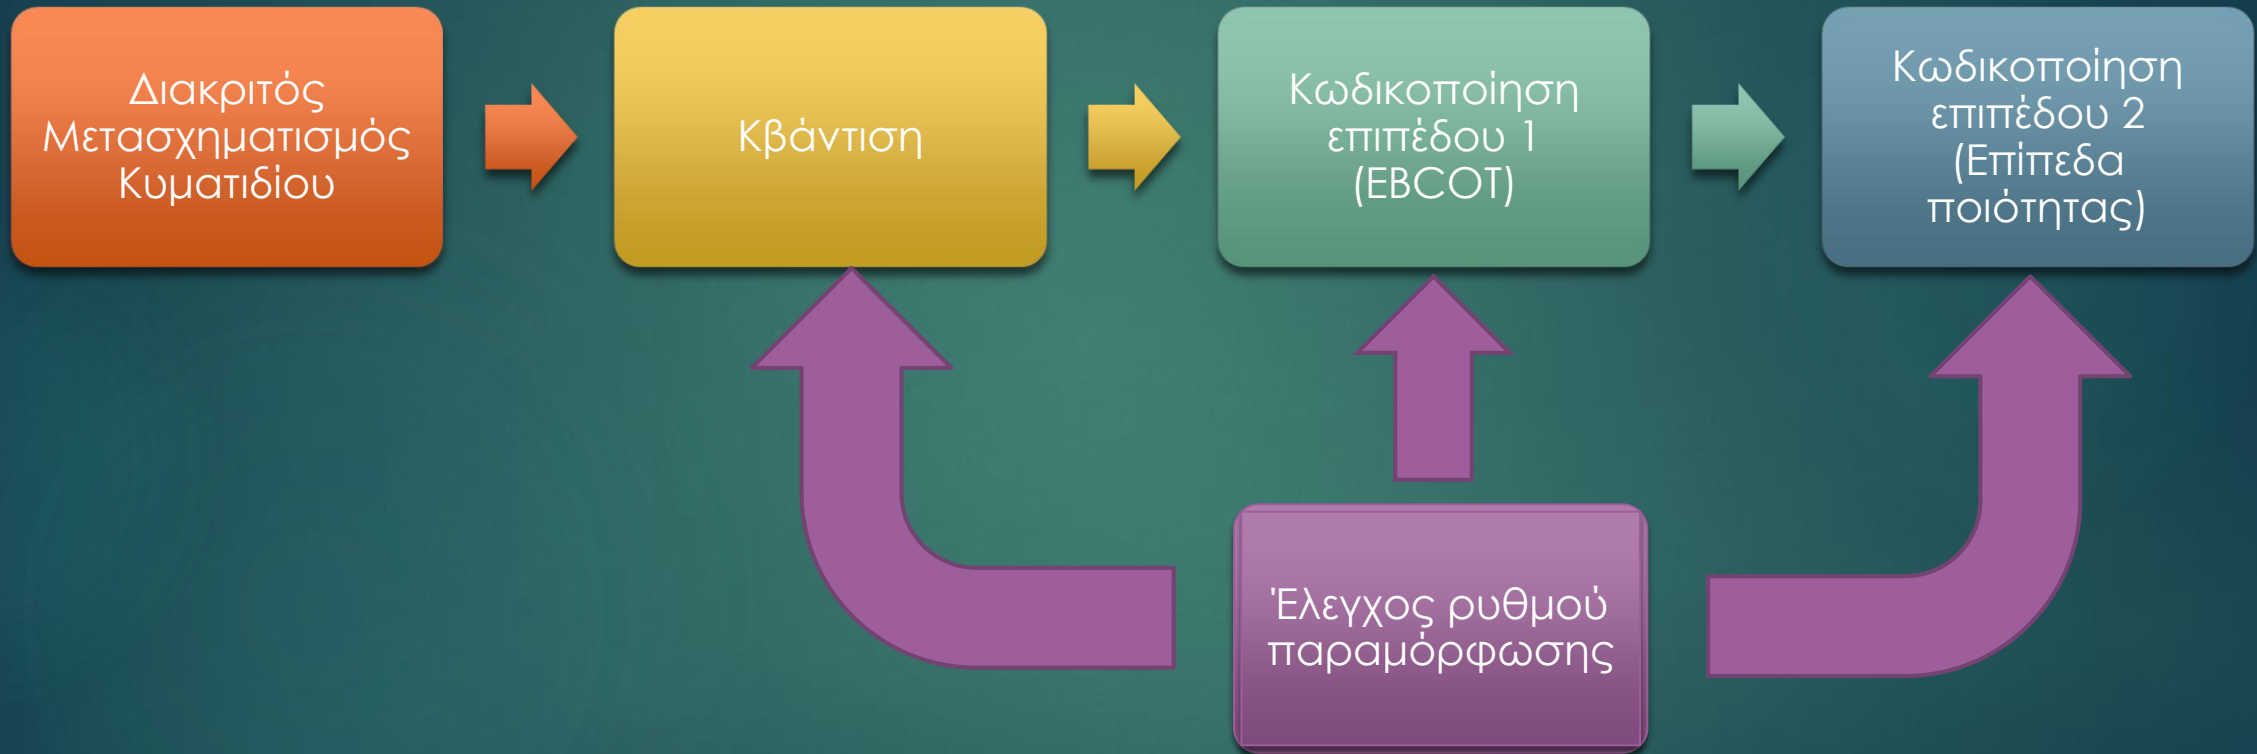 Διακριτός
Μετασχηματισμός
Κυματιδίου
Κβάντιση
Κωδικοποίηση
επιπέδου 1
(EBCOT)
Κωδικοποίηση
επιπέδου 2
(Επίπεδα
ποιότητας)
Έλεγχος ρυθμού
παραμόρφωσης